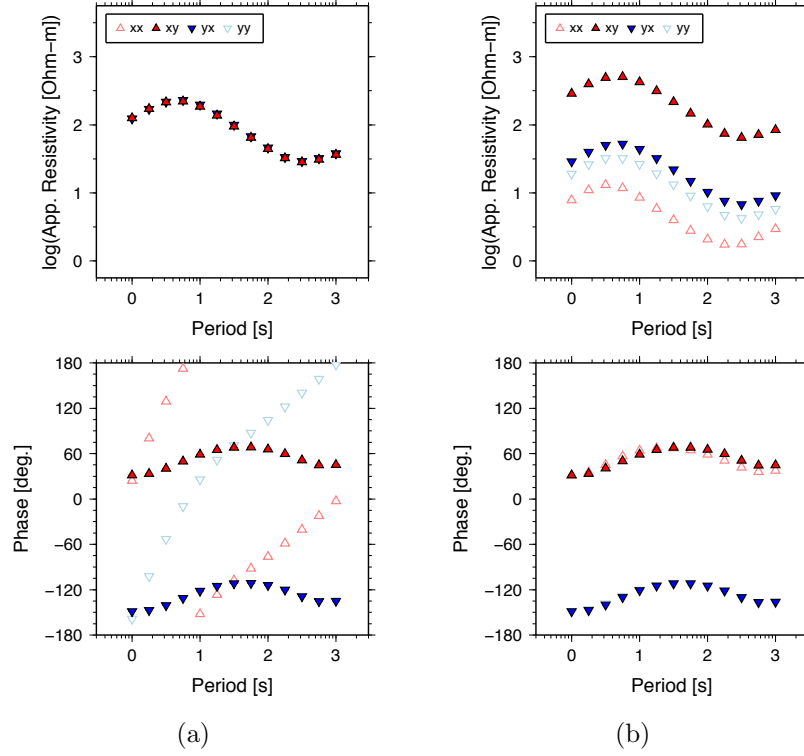 xx xy yx yy
log(App. Resistivity [Ohm−m])
3
2
1
0
0 1 2 3
Period [s]
xx xy yx yy
log(App. Resistivity [Ohm−m])
3
2
1
0
0 1 2 3
Period [s]
Phase [deg.]
180
120
60
0
−60
−120
−180
0 1 2 3
Period [s]
(a)
Phase [deg.]
180
120
60
0
−60
−120
−180
0 1 2 3
Period [s]
(b)